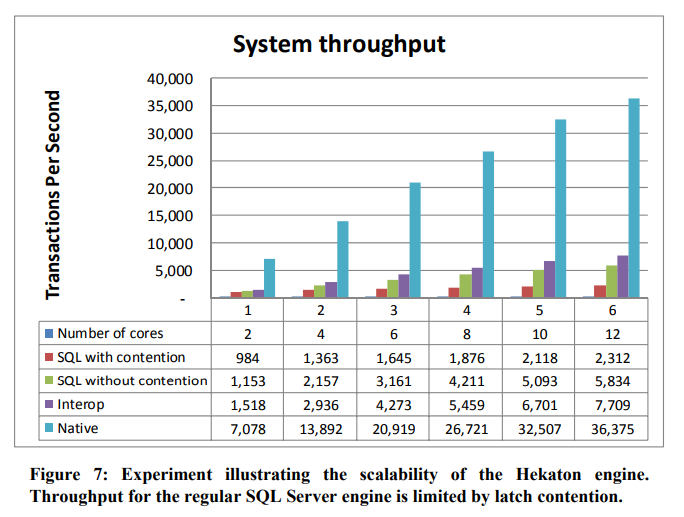 System throughput
Transactions Per Second
40,000
35,000
30,000
25,000
20,000
15,000
10,000
5,000
-
1 2 3 4 5 6
Number of cores 2 4 6 8 10 12
SQL with contention 984 1,363 1,645 1,876 2,118 2,312
SQL without contention 1,153 2,157 3,161 4,211 5,093 5,834
Interop 1,518 2,936 4,273 5,459 6,701 7,709
Native 7,078 13,892 20,919 26,721 32,507 36,375
Figure 7: Experiment illustrating the scalability of the Hekaton engine.
Throughput for the regular SQL Server engine is limited by latch contention.